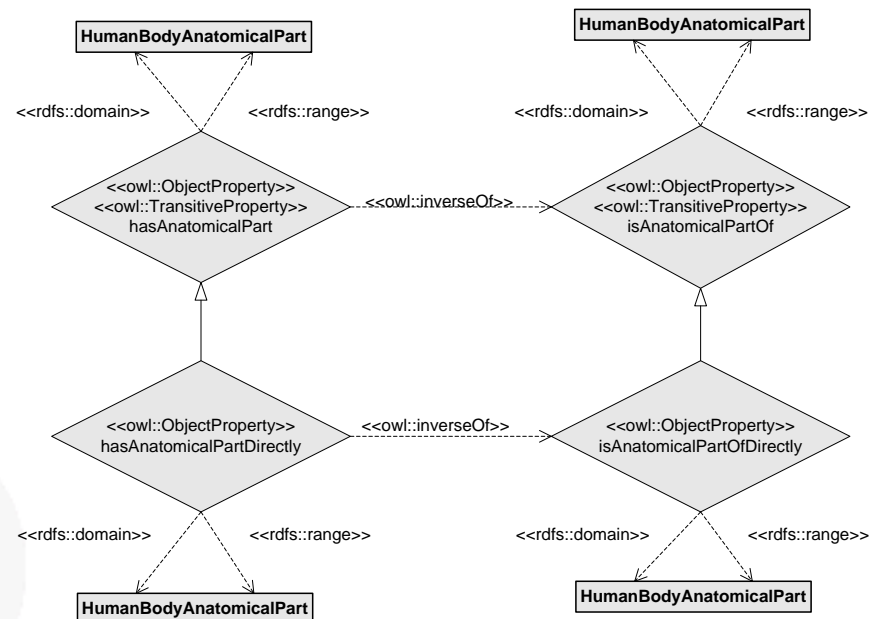 HumanBodyAnatomicalPart
HumanBodyAnatomicalPart
<<rdfs::domain>>
<<rdfs::range>>
<<rdfs::domain>>
<<rdfs::range>>
<<owl::ObjectProperty>>
<<owl::TransitiveProperty>>
hasAnatomicalPart
<<owl::inverseOf>>
<<owl::ObjectProperty>>
<<owl::TransitiveProperty>>
isAnatomicalPartOf
<<owl::ObjectProperty>>
hasAnatomicalPartDirectly
<<owl::inverseOf>>
<<owl::ObjectProperty>>
isAnatomicalPartOfDirectly
<<rdfs::domain>>
<<rdfs::range>>
<<rdfs::domain>>
<<rdfs::range>>
HumanBodyAnatomicalPart
HumanBodyAnatomicalPart